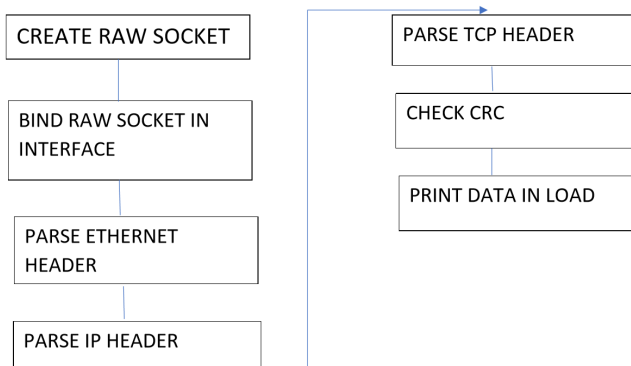 CREATE RAW SOCKET
BIND RAW SOCKET IN
INTERFACE
PARSE ETHERNET
HEADER
PARSE IP HEADER
PARSE TCP HEADER
CHECK CRC
PRINT DATA IN LOAD